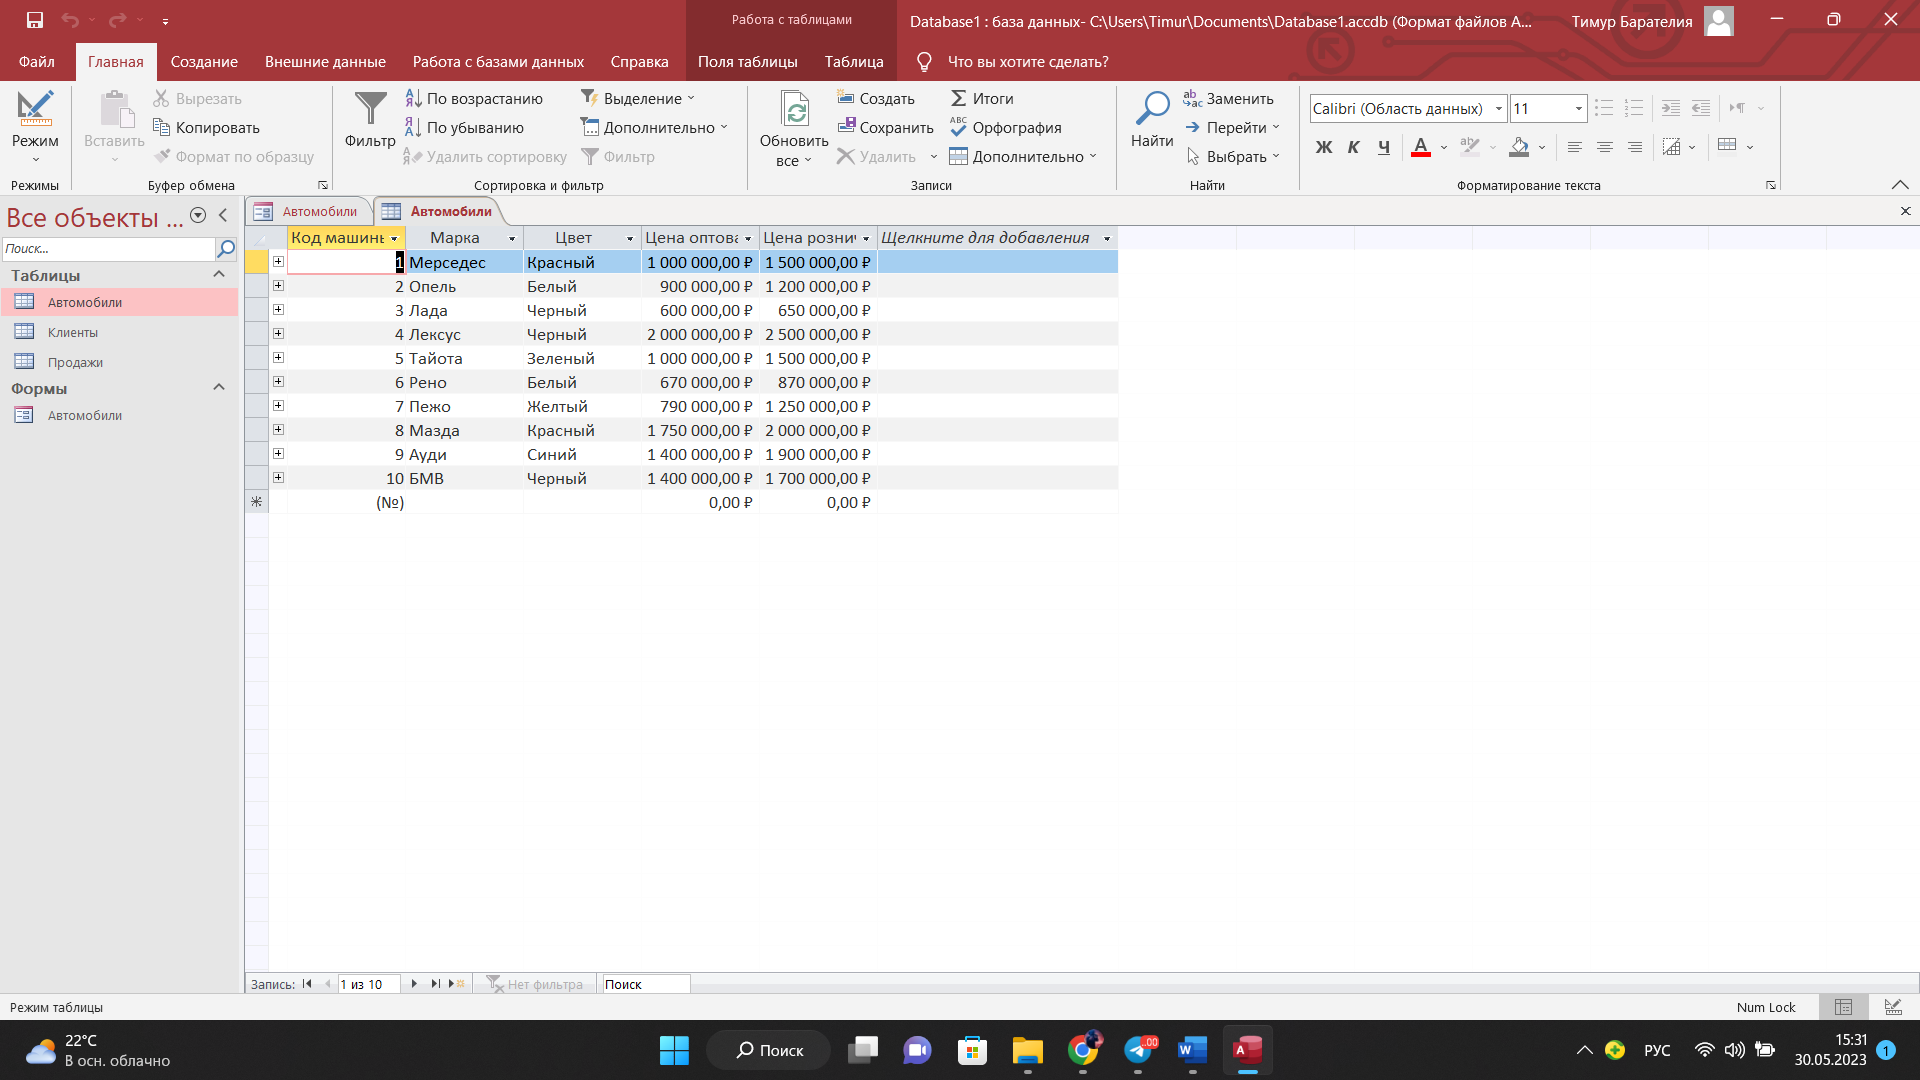 Работа с таблицами
Database1 : база данных- C:\Users\Timur\Documents\Database1.accdb (Формат файлов A...
Тимур Барателия
Файл
Главная
Создание
Внешние данные
Работа с базами данных
Справка
Поля таблицы
Таблица
Что вы хотите сделать?
Режим
Режимы
Вставить
Вырезать
Копировать
Формат по образцу
Буфер обмена
Фильтр
По возрастанию
По убыванию
Удалить сортировку
Выделение
Дополнительно
Фильтр
Сортировка и фильтр
Обновить
все
Создать
Сохранить
Удалить
Итоги
Орфография
Дополнительно
Записи
Найти
Заменить
Перейти
Выбрать
Найти
Calibri (Область данных)
11
Ж К Ч А
Форматирование текста
Все объекты ...
Поиск...
Таблицы
Автомобили
Клиенты
Продажи
Формы
Автомобили
Автомобили
Автомобили
Код машинь Марка Цвет Цена оптова Цена рознич Щелкните для добавления
1 Мерседес Красный 1 000 000,00 ₽ 1 500 000,00 ₽
2 Опель Белый 900 000,00 ₽ 1 200 000,00 ₽
3 Лада Черный 600 000,00 ₽ 650 000,00 ₽
4 Лексус Черный 2 000 000,00 ₽ 2 500 000,00 ₽
5 Тайота Зеленый 1 000 000,00 ₽ 1 500 000,00 ₽
6 Рено Белый 670 000,00 ₽ 870 000,00 ₽
7 Пежо Желтый 790 000,00 ₽ 1 250 000,00 ₽
8 Мазда Красный 1 750 000,00 ₽ 2 000 000,00 ₽
9 Ауди Синий 1 400 000,00 ₽ 1 900 000,00 ₽
10 БМВ Черный 1 400 000,00 ₽ 1 700 000,00 ₽
(№) 0,00 ₽ 0,00 ₽
Запись: 1 из 10 Нет фильтра Поиск
Режим таблицы
Num Lock
22°C
В осн. облачно
Поиск
РУС
15:31
30.05.2023
1